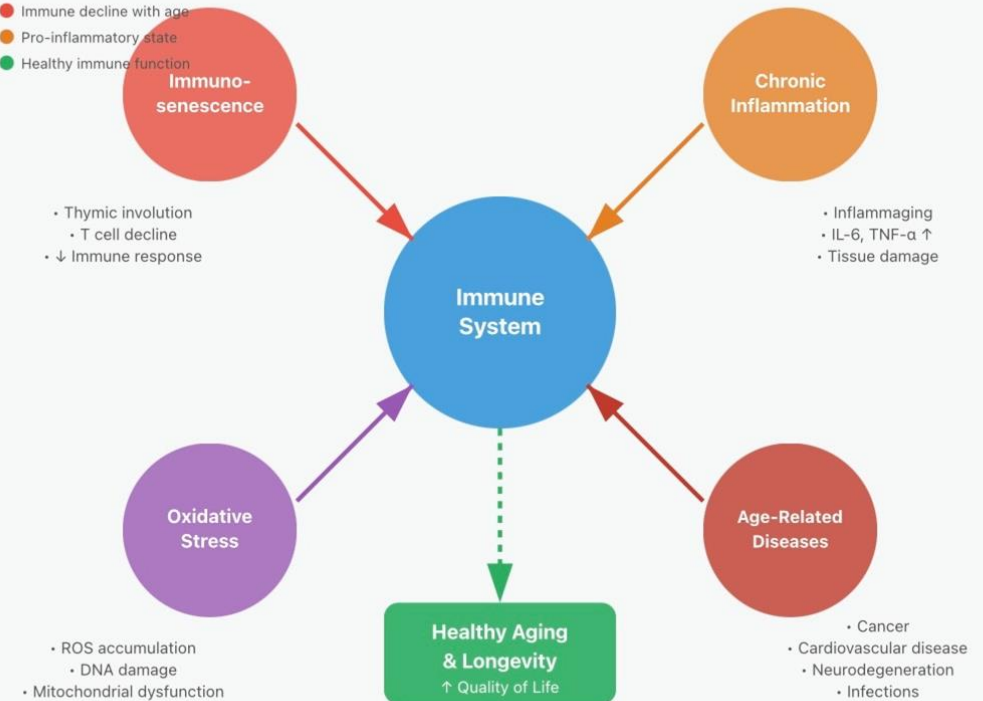 Immune decline with age
Pro-inflammatory state
Healthy immune function
Immuno-
senescence
• Thymic involution
• T cell decline
• ↓ Immune response
Chronic
Inflammation
• Inflammaging
• IL-6, TNF-α ↑
• Tissue damage
Immune
System
Oxidative
Stress
• ROS accumulation
• DNA damage
• Mitochondrial dysfunction
Healthy Aging
& Longevity
↑ Quality of Life
Age-Related
Diseases
• Cancer
• Cardiovascular disease
• Neurodegeneration
• Infections